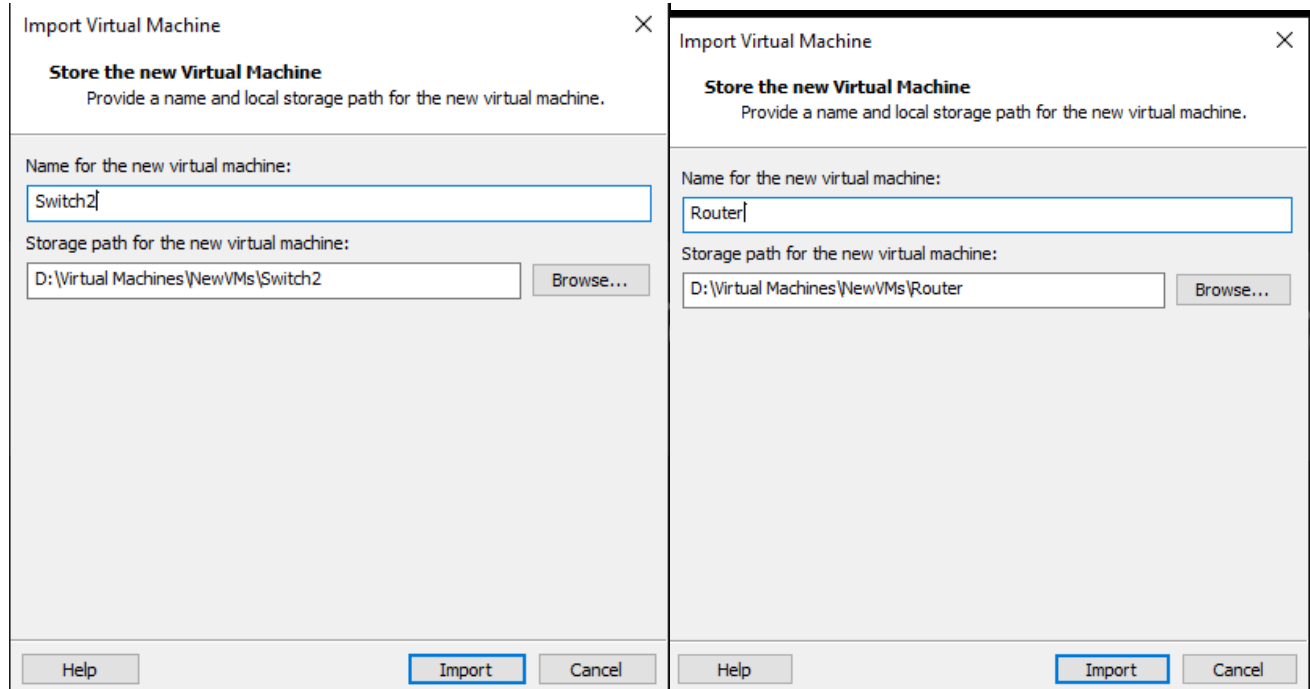 Import Virtual Machine
Store the new Virtual Machine
Provide a name and local storage path for the new virtual machine.
Name for the new virtual machine:
Switch2
Storage path for the new virtual machine:
D:\Virtual Machines\NewVMs\Switch2
Browse...
Help
Import
Cancel
Import Virtual Machine
Store the new Virtual Machine
Provide a name and local storage path for the new virtual machine.
Name for the new virtual machine:
Router
Storage path for the new virtual machine:
D:\Virtual Machines\NewVMs\Router
Browse...
Help
Import
Cancel